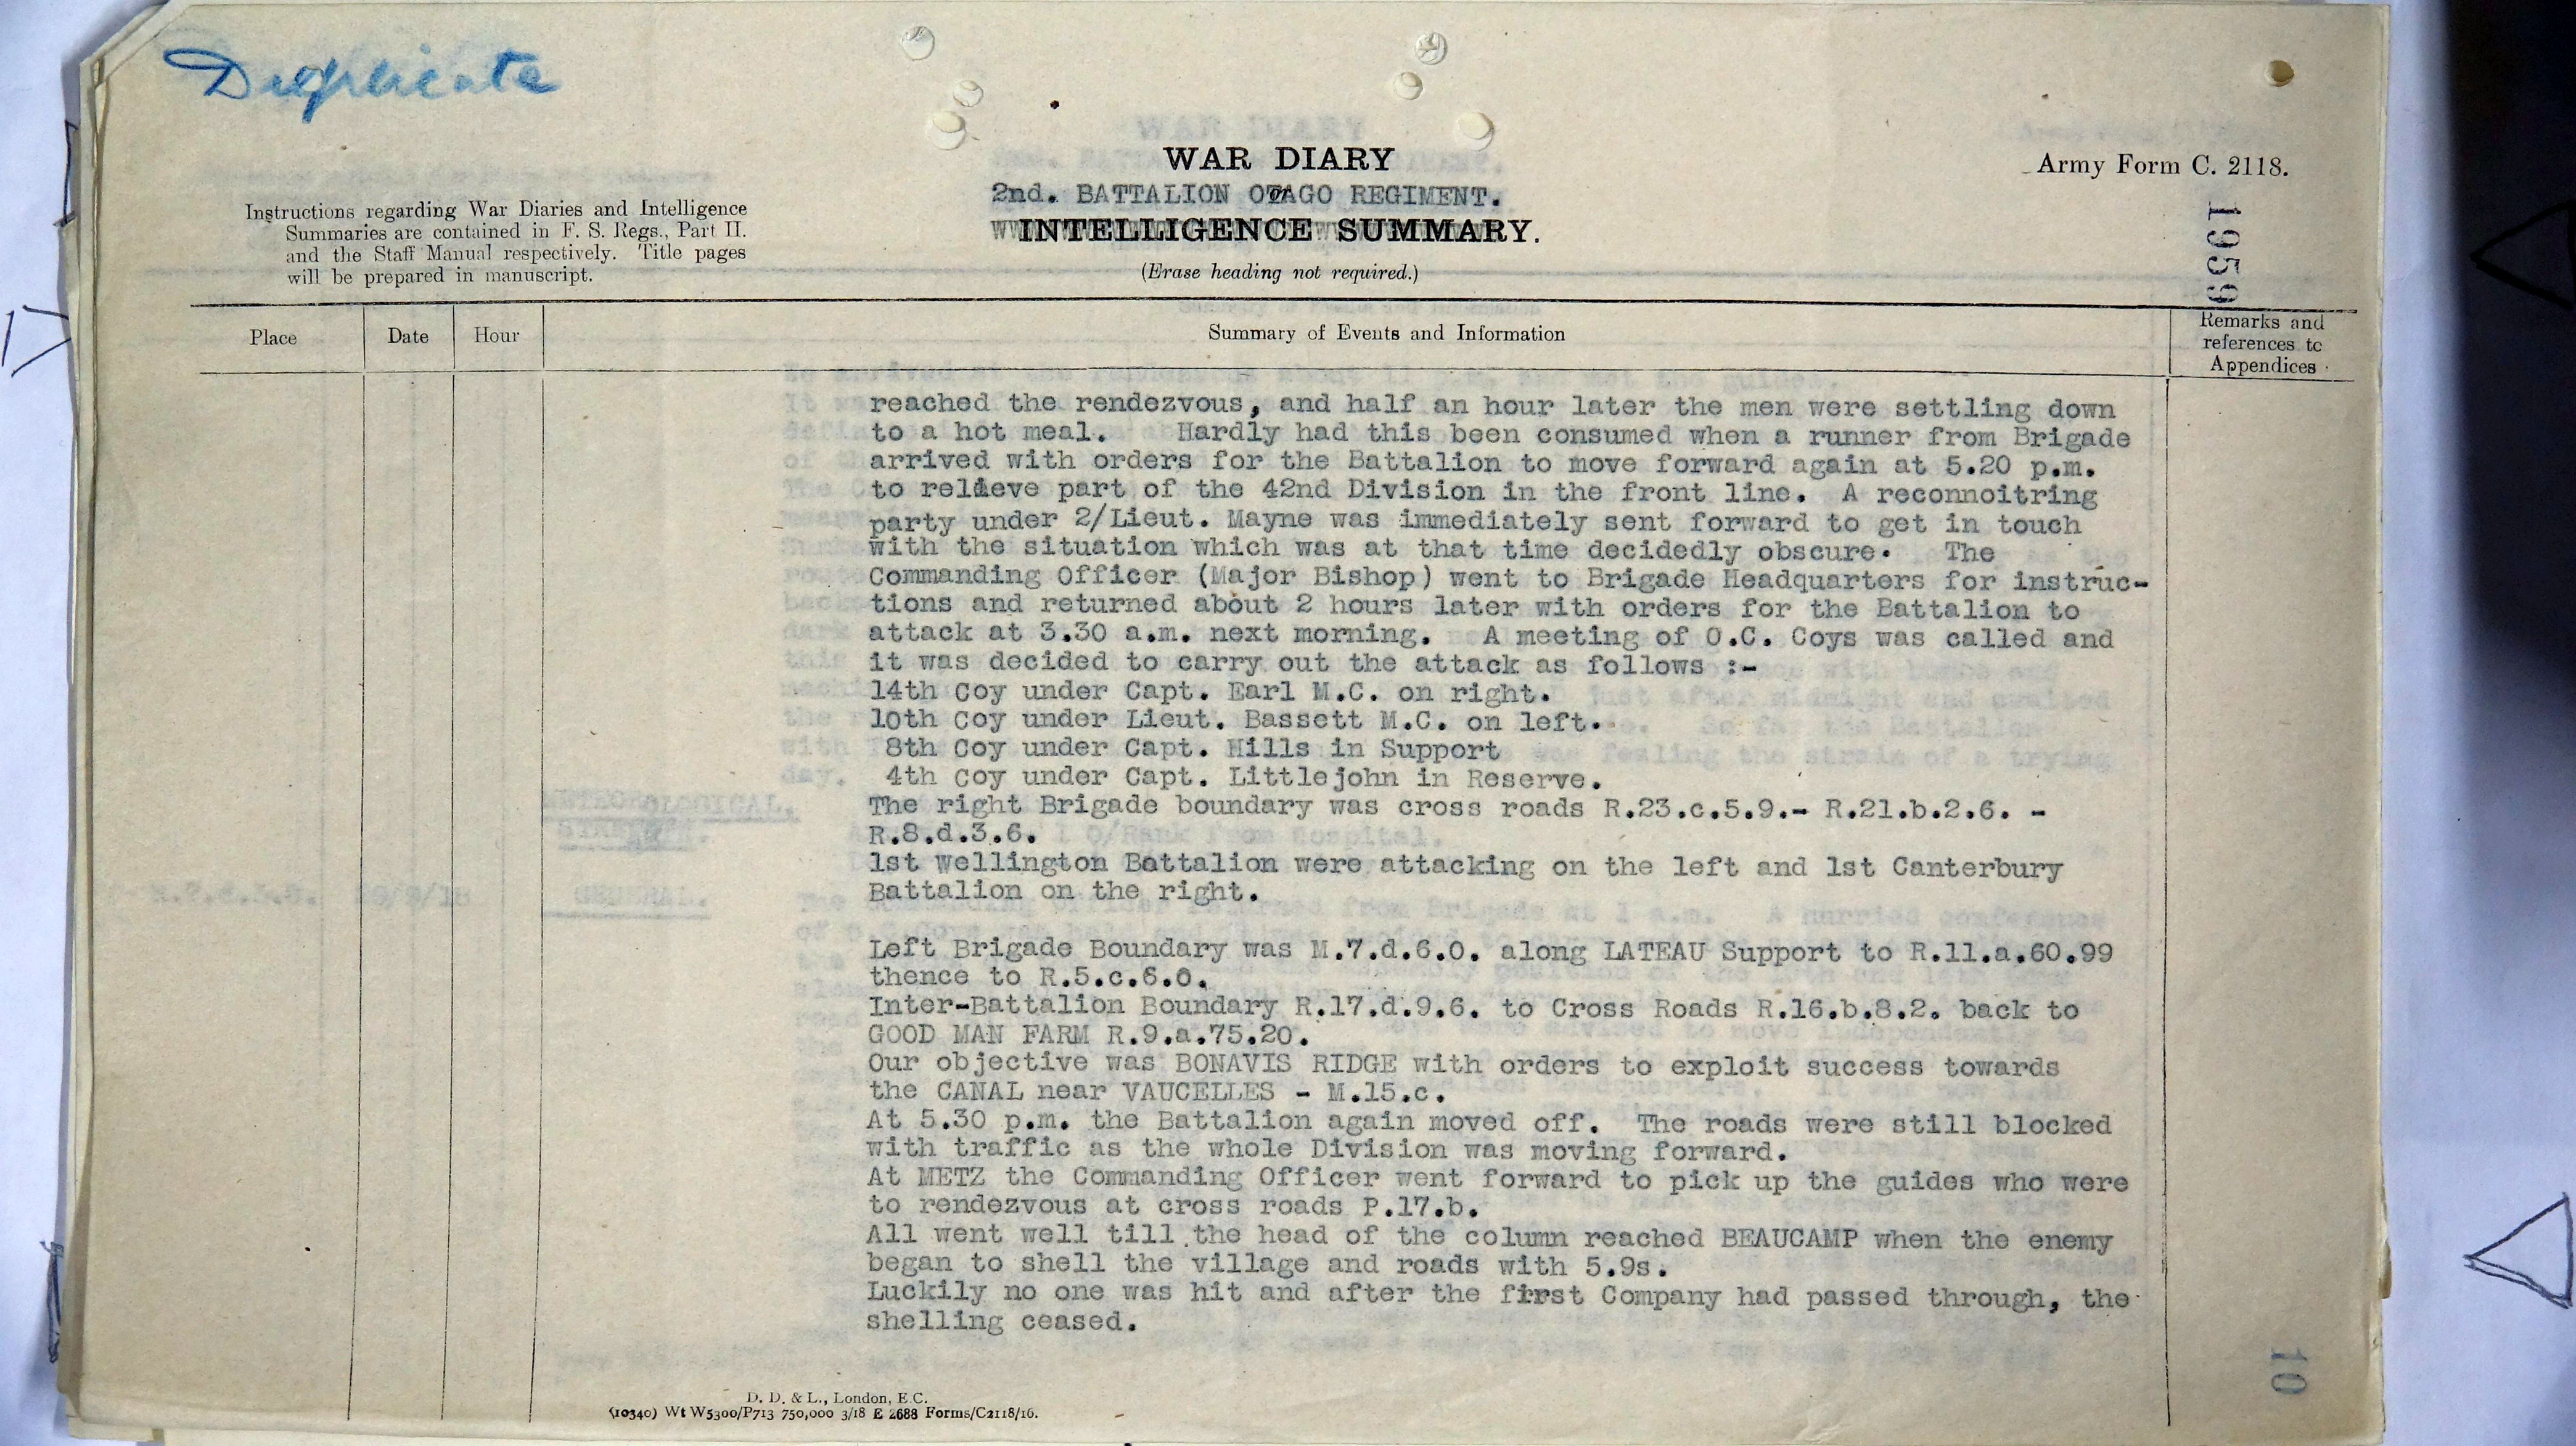 Duplicate
WAR DIARY
Army Form C. 2118.
2nd. BATTALION OTAGO REGIMENT.
INTELLIGENCE SUMMARY.
(Erase heading not required.)
Instructions regarding War Diaries and Intelligence
Summaries are contained in F. S. Regs., Part II.
and the Staff Manual respectively. Title pages
will be prepared in manuscript.
1959
Place
Date
Hour
Summary of Events and Information
Remarks and
references to
Appendices
reached the rendezvous, and half an hour later the men were settling down
to a hot meal. Hardly had this been consumed when a runner from Brigade
arrived with orders for the Battalion to move forward again at 5.20 p.m.
to relieve part of the 42nd Division in the front line. A reconnoitring
party under 2/Lieut. Mayne was immediately sent forward to get in touch
with the situation which was at that time decidedly obscure. The
Commanding Officer (Major Bishop) went to Brigade Headquarters for instruc-
tions and returned about 2 hours later with orders for the Battalion to
attack at 3.30 a.m. next morning. A meeting of O.C. Coys was called and
it was decided to carry out the attack as follows :-
14th Coy under Capt. Earl M.C. on right.
10th Coy under Lieut. Bassett M.C. on left.
8th Coy under Capt. Hills in Support
4th Coy under Capt. Littlejohn in Reserve.
The right Brigade boundary was cross roads R.23.c.5.9.- R.21.b.2.6. -
R.8.d.3.6.
1st Wellington Battalion were attacking on the left and 1st Canterbury
Battalion on the right.
Left Brigade Boundary was M.7.d.6.0. along LATEAU Support to R.11.a.60.99
thence to R.5.c.6.0.
Inter-Battalion Boundary R.17.d.9.6. to Cross Roads R.16.b.8.2. back to
GOOD MAN FARM R.9.a.75.20.
Our objective was BONAVIS RIDGE with orders to exploit success towards
the CANAL near VAUCELLES - M.15.c.
At 5.30 p.m. the Battalion again moved off. The roads were still blocked
with traffic as the whole Division was moving forward.
At METZ the Commanding Officer went forward to pick up the guides who were
to rendezvous at cross roads P.17.b.
All went well till the head of the column reached BEAUCAMP when the enemy
began to shell the village and roads with 5.9s.
Luckily no one was hit and after the first Company had passed through, the
shelling ceased.
10
D. D. & L., London, E.C.
(10340) Wt W5300/P713 750,000 3/18 E 2688 Forms/C2118/16.